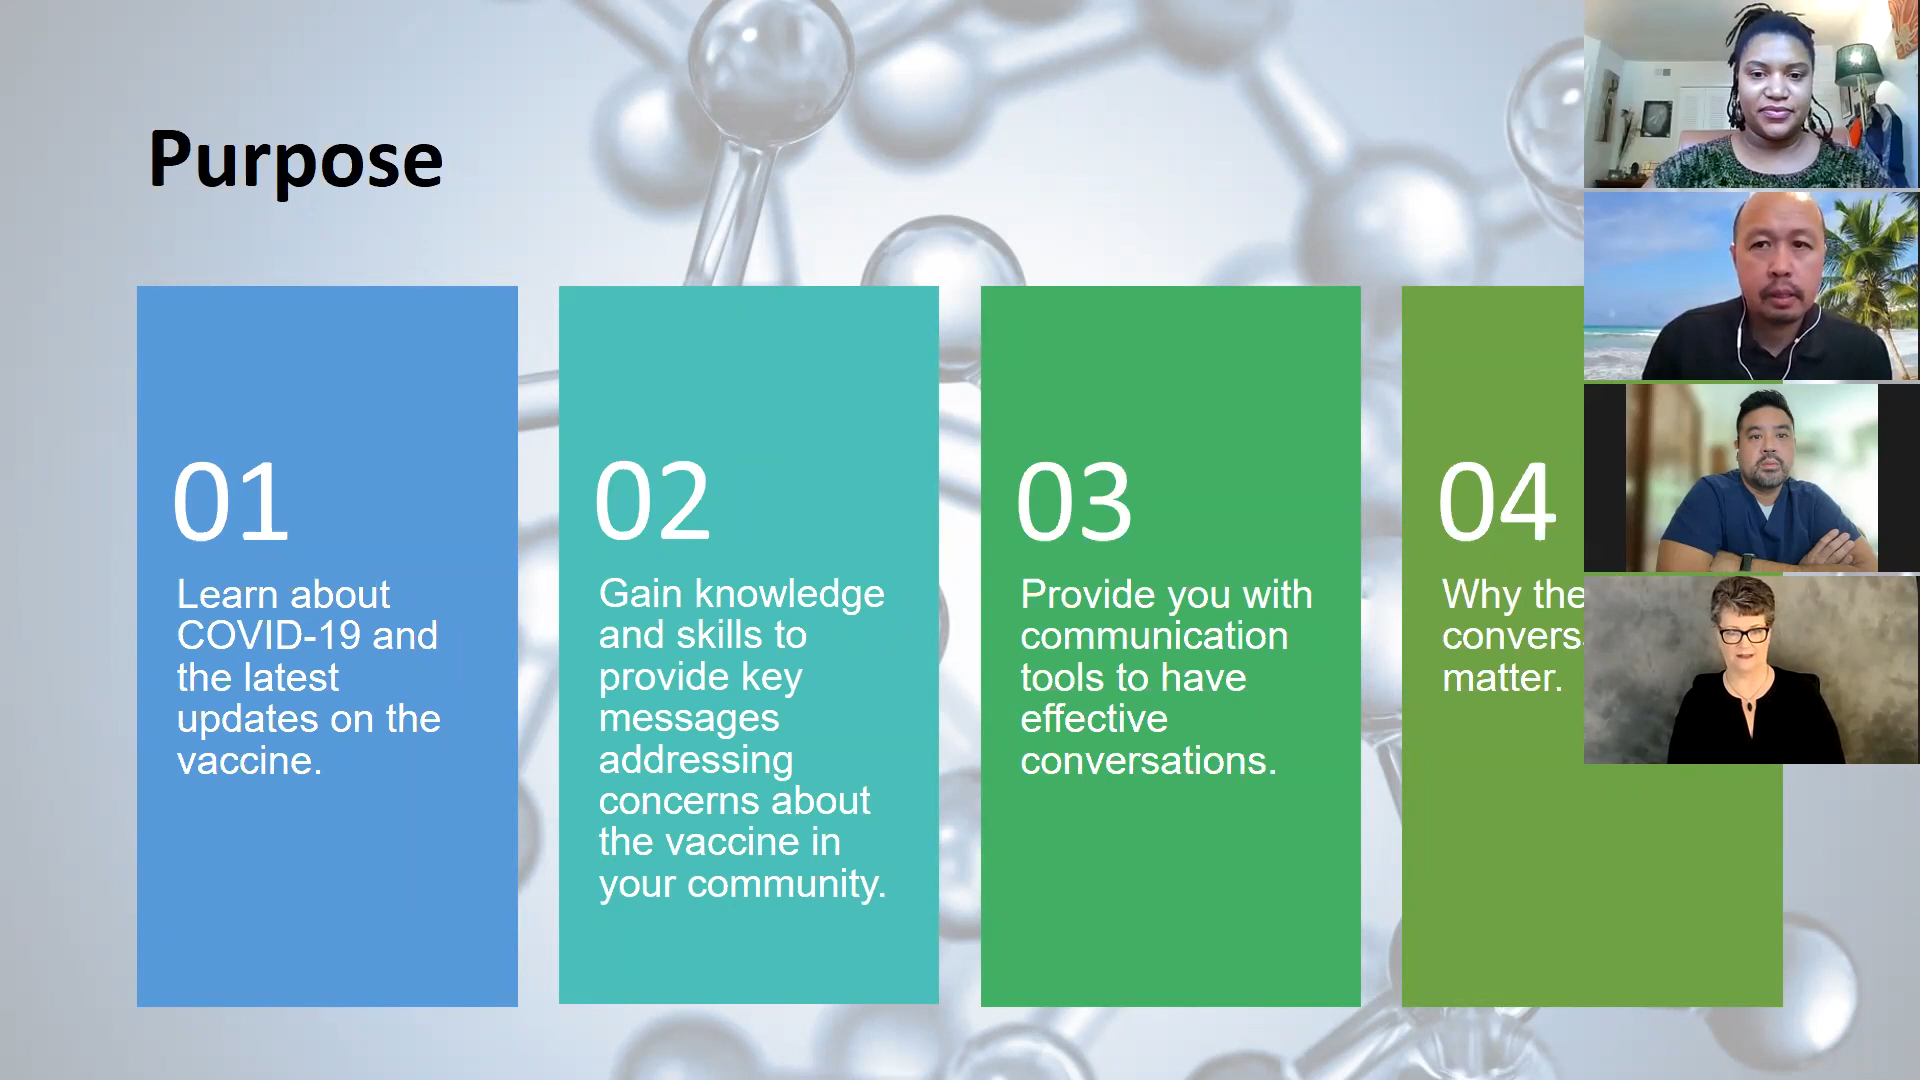 Purpose
01
Learn about
COVID-19 and
the latest
updates on the
vaccine.
02
Gain knowledge
and skills to
provide key
messages
addressing
concerns about
the vaccine in
your community.
03
Provide you with
communication
tools to have
effective
conversations.
04
Why
matter.